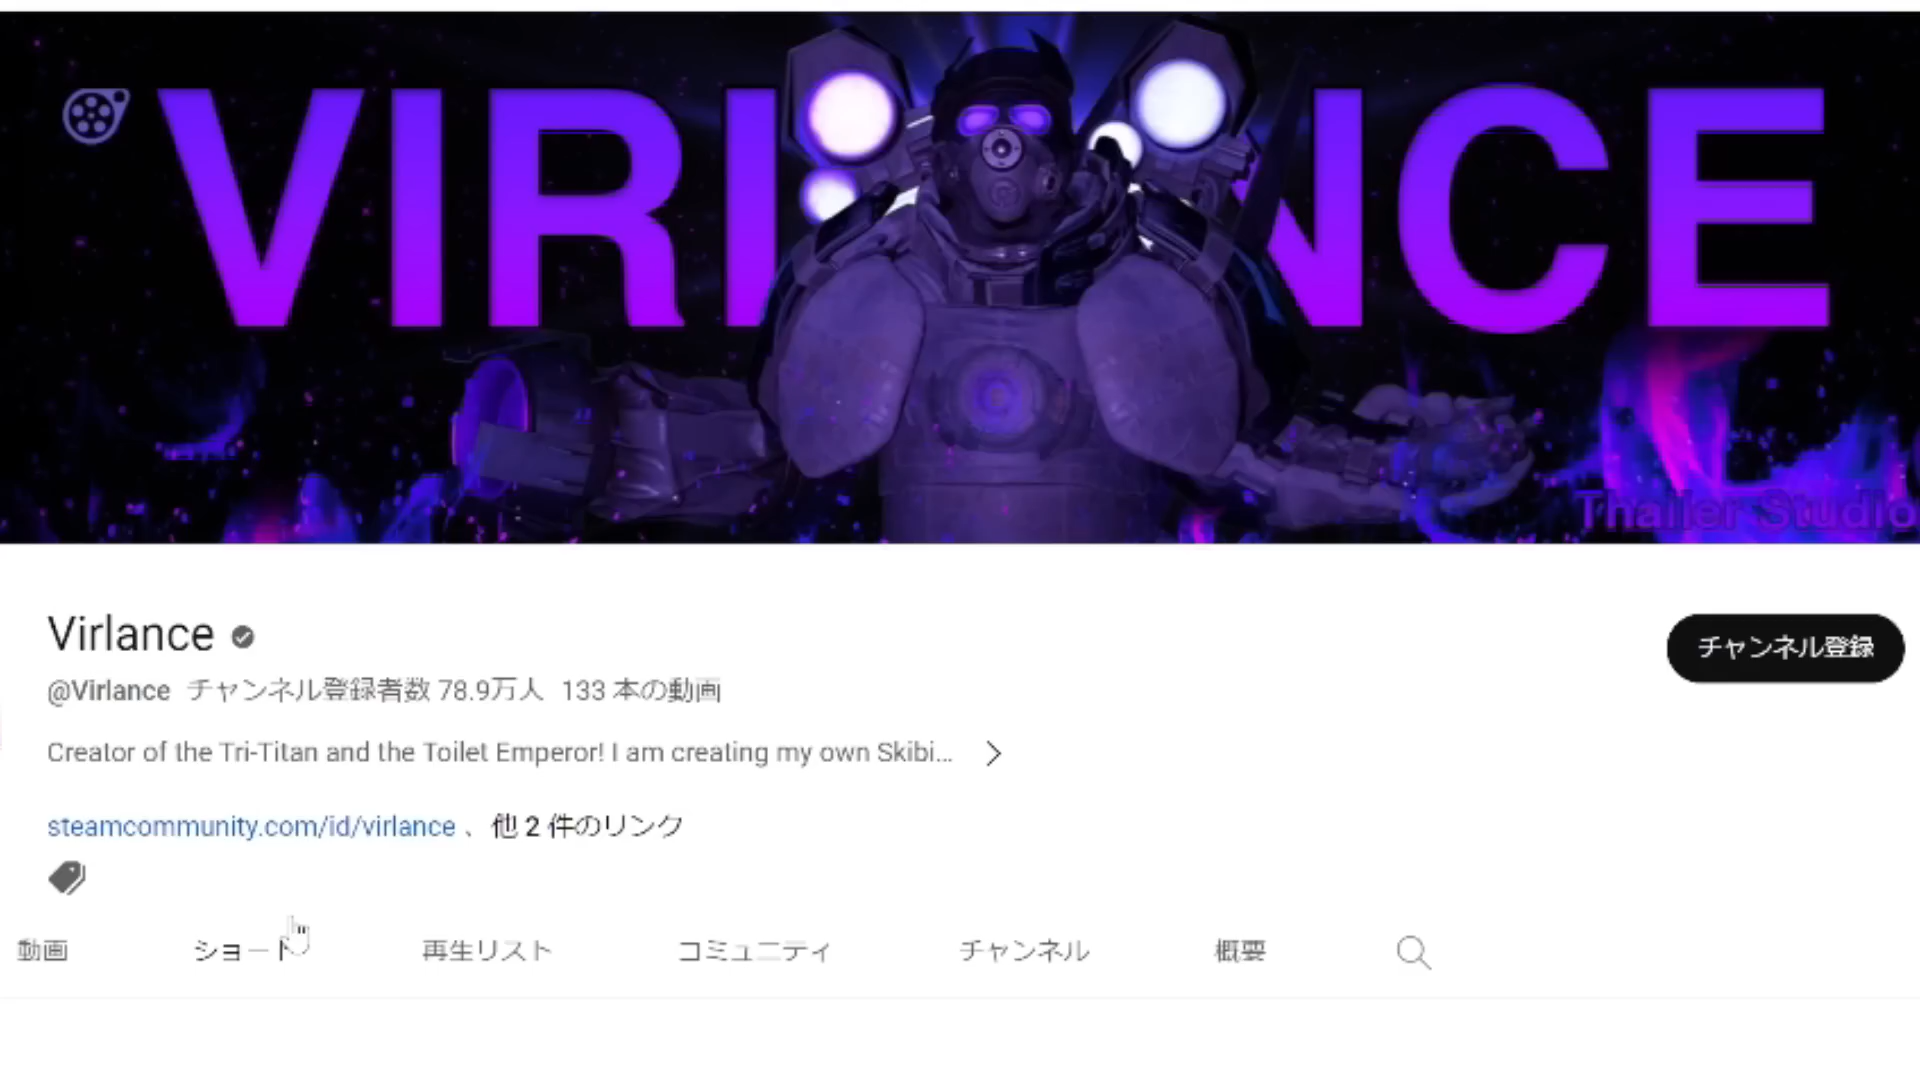 VIRL NCE
Thailer Studio
Virlance
チャンネル登録
@Virlance チャンネル登録者数 78.9万人 133 本の動画
Creator of the Tri-Titan and the Toilet Emperor! I am creating my own Skibi...
steamcommunity.com/id/virlance 、他 2 件のリンク
動画 ショート 再生リスト コミュニティ チャンネル 概要